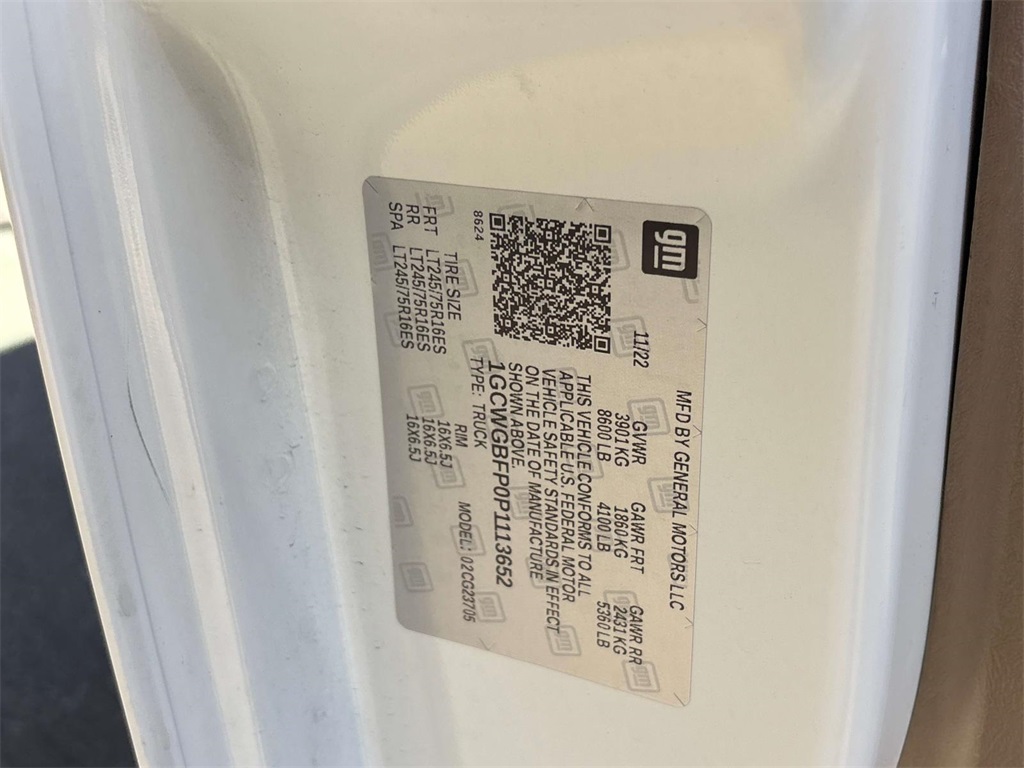 gm
MFD BY GENERAL MOTORS LLC
11/22
GVWR GAWR FRT GAWR RR
3901 KG 1860 KG 2431 KG
8600 LB 4100 LB 5360 LB
THIS VEHICLE CONFORMS TO ALL
APPLICABLE U.S. FEDERAL MOTOR
VEHICLE SAFETY STANDARDS IN EFFECT
ON THE DATE OF MANUFACTURE
SHOWN ABOVE.
1GCWGBFP0P1113652
8624
TYPE: TRUCK MODEL: 02CG23705
TIRE SIZE RIM
FRT LT245/75R16ES 16X6.5J
RR LT245/75R16ES 16X6.5J
SPA LT245/75R16ES 16X6.5J